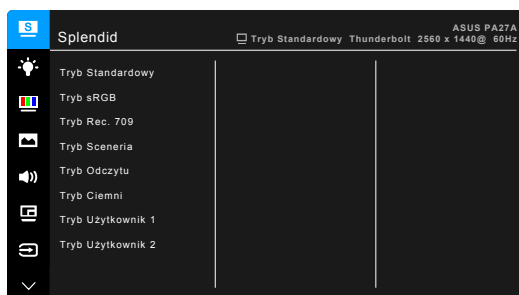 S
ASUS PA27A
Splendid
Tryb Standardowy Thunderbolt 2560 x 1440@ 60Hz
Tryb Standardowy
Tryb sRGB
Tryb Rec. 709
Tryb Sceneria
Tryb Odczytu
Tryb Ciemni
Tryb Użytkownik 1
Tryb Użytkownik 2